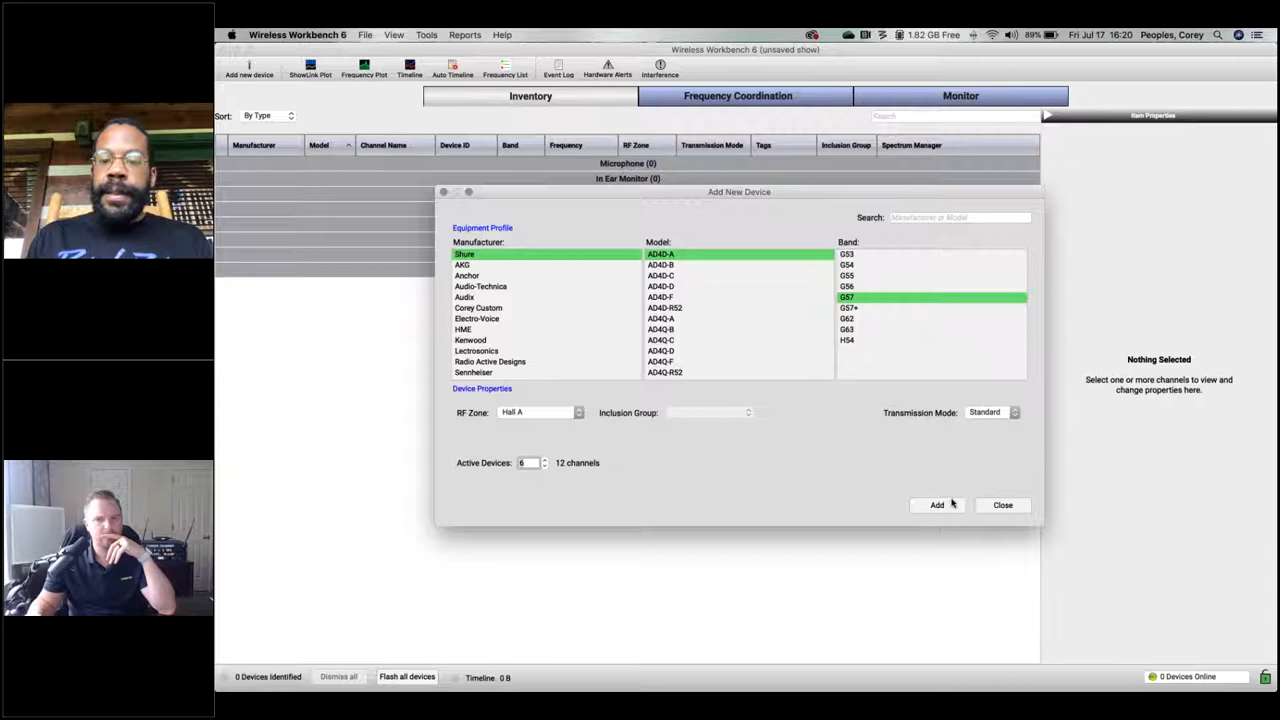 Wireless Workbench 6 File View Tools Reports Help 1.82 GB Free 89% Fri Jul 17 16:20 Peoples, Corey
Wireless Workbench 6 (unsaved show)
Add new device ShowLink Plot Frequency Plot Timeline Auto Timeline Frequency List Event Log Hardware Alerts Interference
Inventory Frequency Coordination Monitor
Sort: By Type Search Item Properties
Manufacturer Model Channel Name Device ID Band Frequency RF Zone Transmission Mode Tags Inclusion Group Spectrum Manager
Microphone (0)
In Ear Monitor (0)
Add New Device
Search: Manufacturer or Model
Equipment Profile
Manufacturer: Model: Band:
Shure AD4D-A G53
AKG AD4D-B G54
Anchor AD4D-C G55
Audio-Technica AD4D-D G56
Audix AD4D-F G57
Corey Custom AD4D-R52 G57+
Electro-Voice AD4Q-A G62
HME AD4Q-B G63
Kenwood AD4Q-C H54
Lectrosonics AD4Q-D
Radio Active Designs AD4Q-F
Sennheiser AD4Q-R52
Device Properties
RF Zone: Hall A Inclusion Group: Transmission Mode: Standard
Active Devices: 6 12 channels
Add Close
Nothing Selected
Select one or more channels to view and
change properties here.
0 Devices Identified Dismiss all Flash all devices Timeline 0 B 0 Devices Online